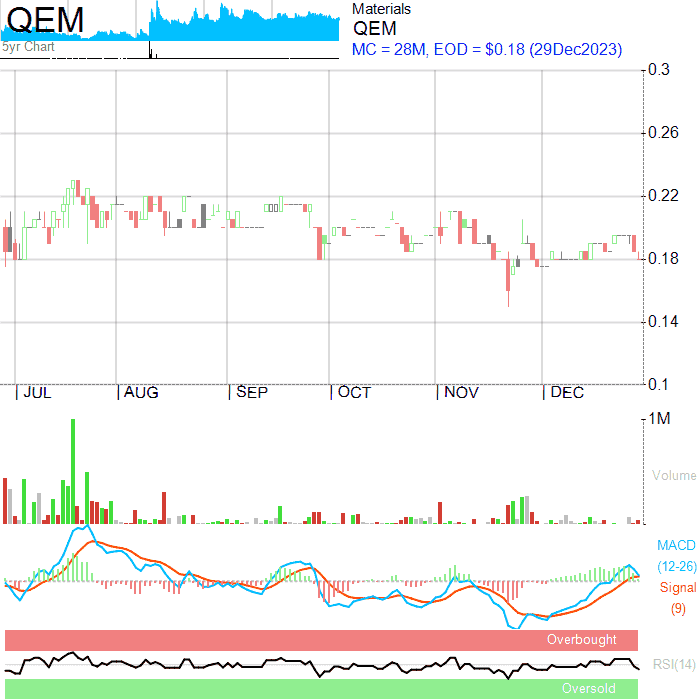 QEM
5yr Chart
Materials
QEM
MC = 28M, EOD = $0.18 (29Dec2023)
0.3
0.26
0.22
0.18
0.14
0.1
JUL AUG SEP OCT NOV DEC
1M
Volume
MACD
(12-26)
Signal
(9)
Overbought
RSI(14)
Oversold